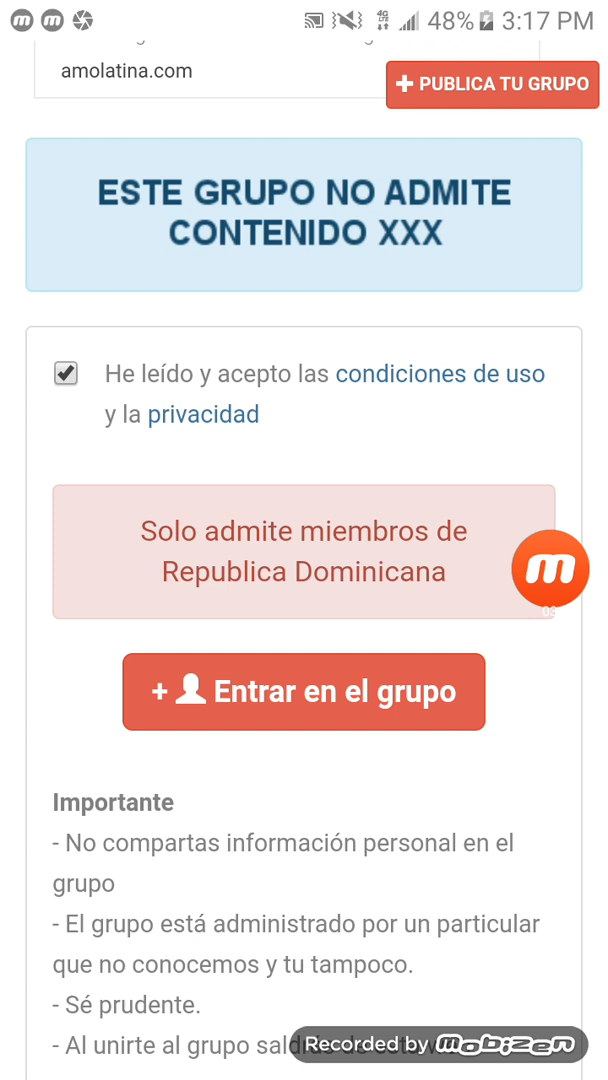 48% 3:17 PM
amolatina.com
+ PUBLICA TU GRUPO
ESTE GRUPO NO ADMITE
CONTENIDO XXX
He leído y acepto las condiciones de uso
y la privacidad
Solo admite miembros de
Republica Dominicana
+ Entrar en el grupo
Importante
- No compartas información personal en el
grupo
- El grupo está administrado por un particular
que no conocemos y tu tampoco.
- Sé prudente.
- Al unirte al grupo
Recorded by mobizen